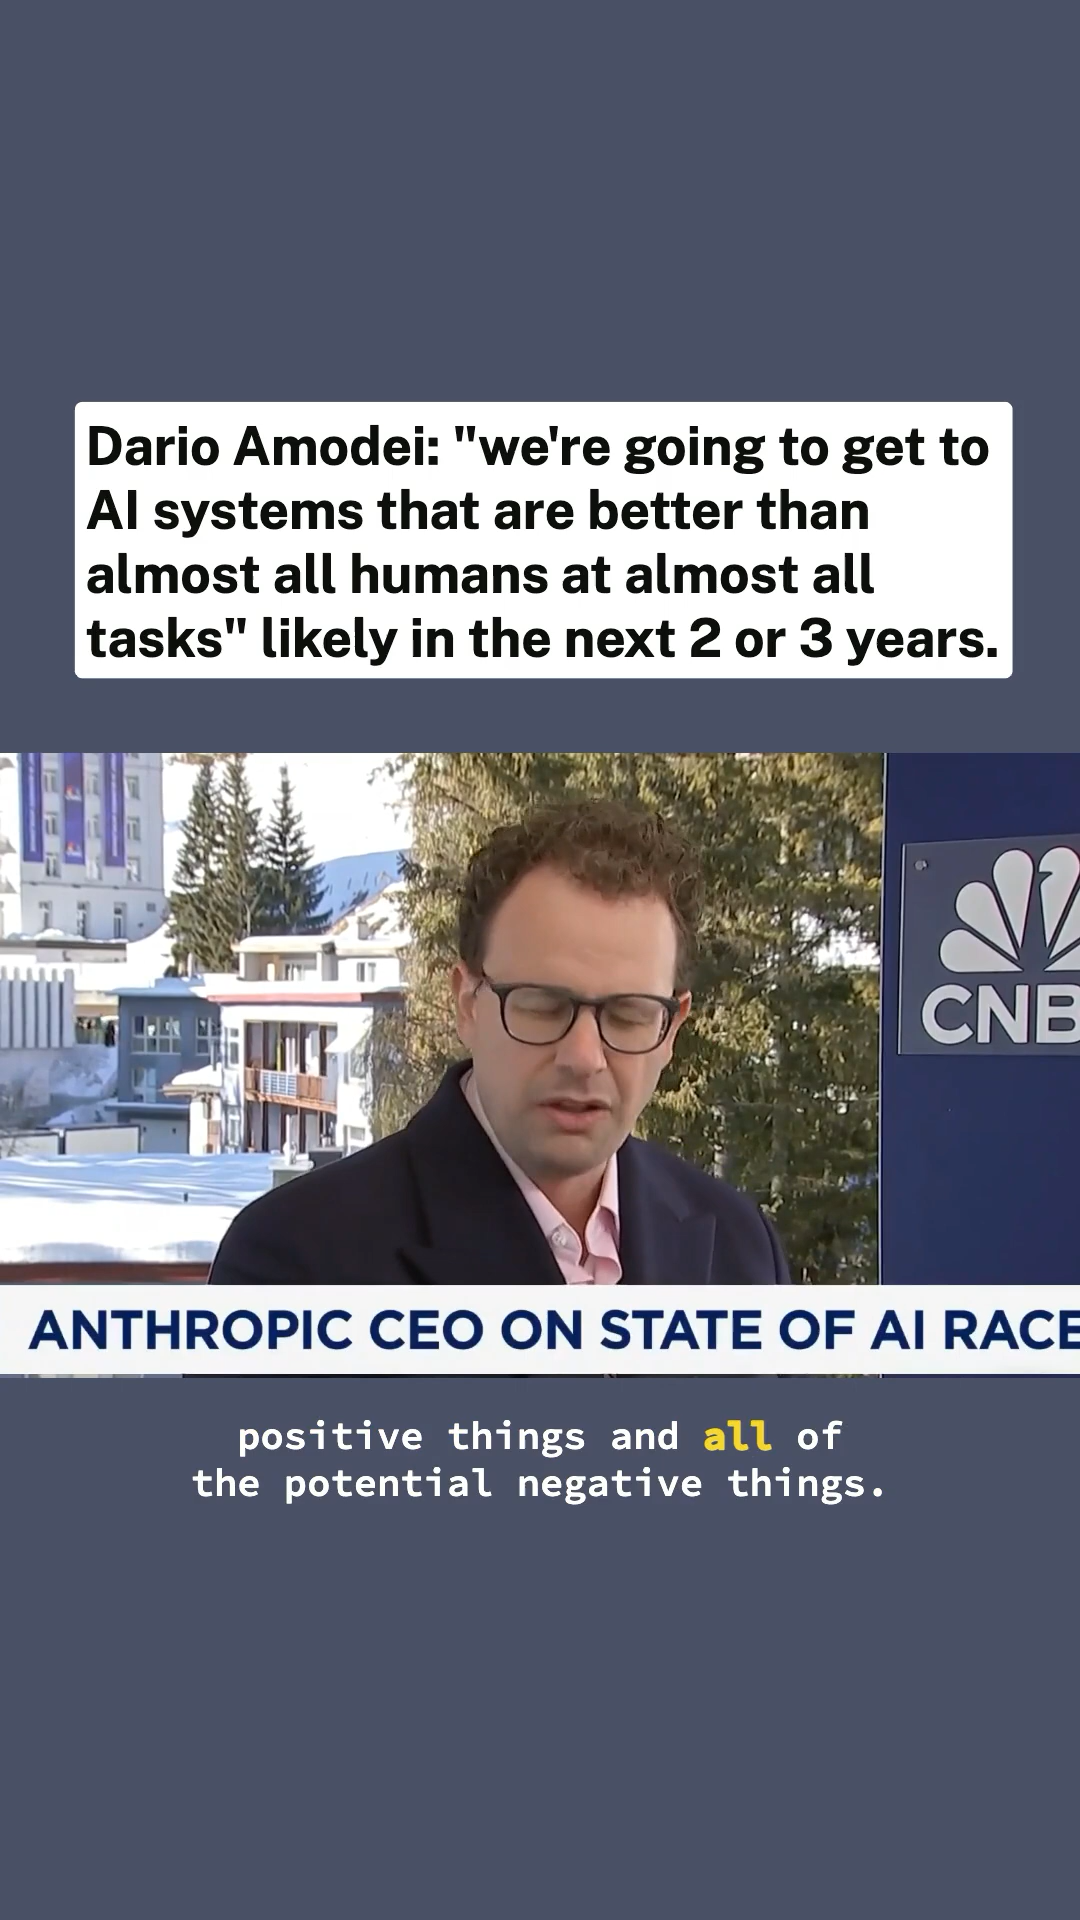 Dario Amodei: "we're going to get to
AI systems that are better than
almost all humans at almost all
tasks" likely in the next 2 or 3 years.
CNB
ANTHROPIC CEO ON STATE OF AI RACE
positive things and all of
the potential negative things.